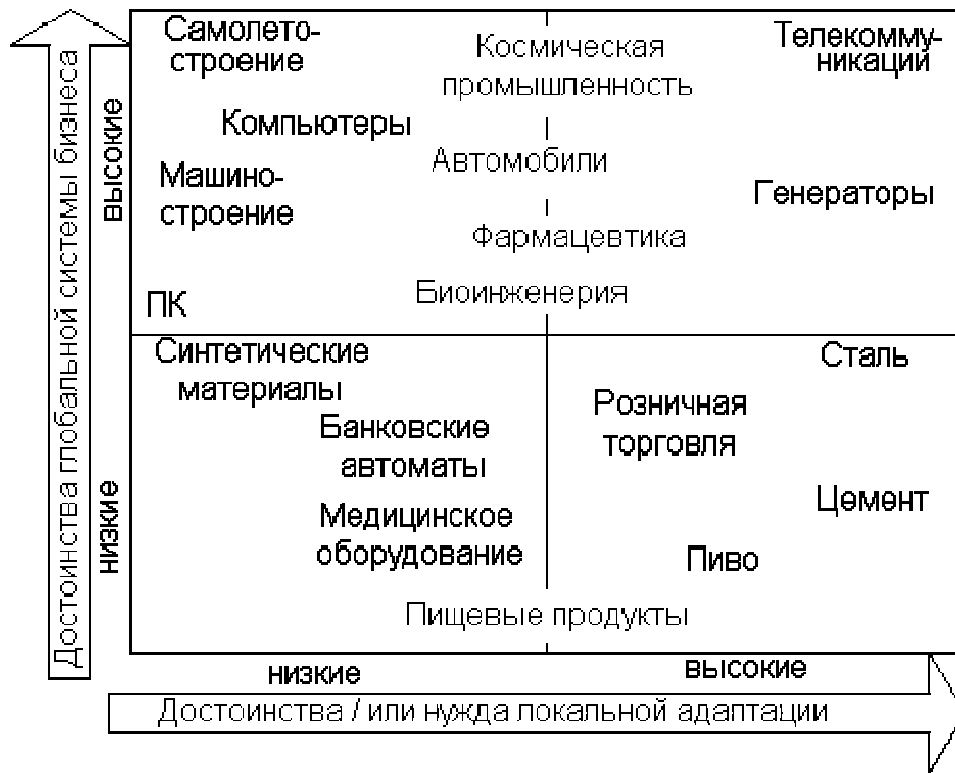 Достоинства глобальной системы бизнеса
высокие
низкие
Самолето-
строение
Космическая
промышленность
Телекомму-
никаций
Компьютеры
Автомобили
Машино-
строение
Генераторы
Фармацевтика
Биоинженерия
ПК
Синтетические
материалы
Сталь
Розничная
торговля
Банковские
автоматы
Цемент
Медицинское
оборудование
Пиво
Пищевые продукты
низкие
высокие
Достоинства / или нужда локальной адаптации